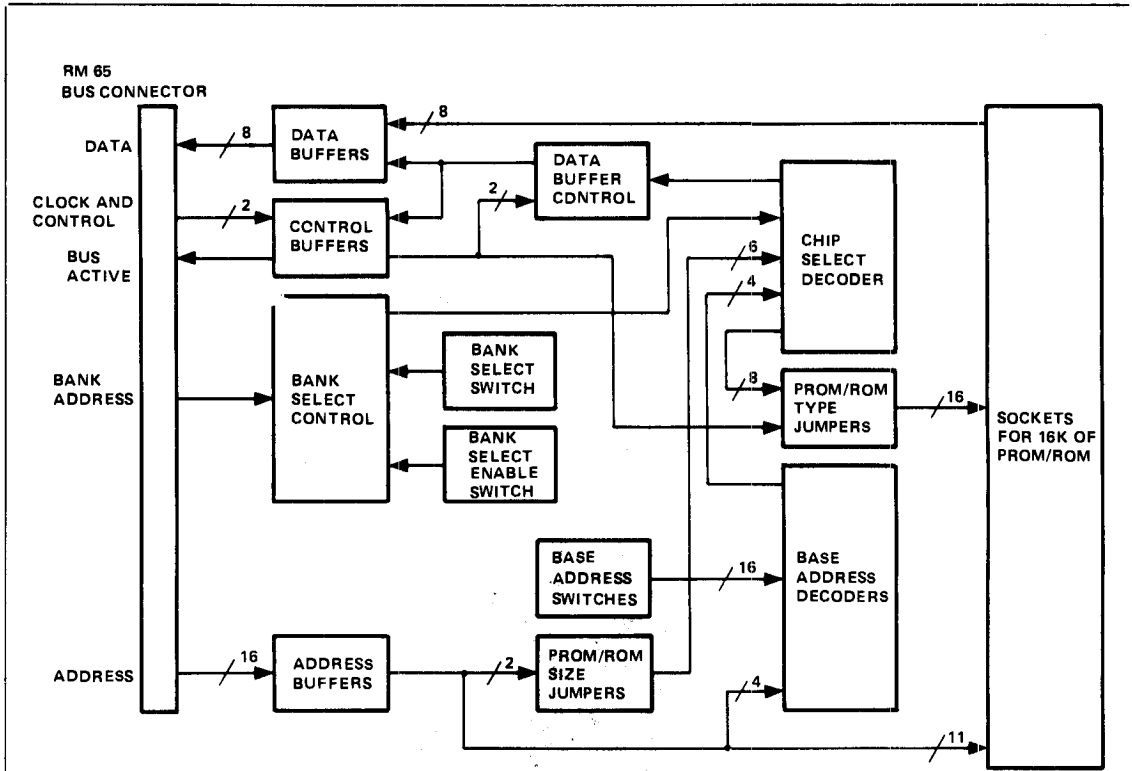 RM 65
BUS CONNECTOR
DATA
8
DATA
BUFFERS
8
CLOCK AND
CONTROL
2
CONTROL
BUFFERS
BUS
ACTIVE
2
DATA
BUFFER
CONTROL
6
4
CHIP
SELECT
DECODER
BANK
ADDRESS
BANK
SELECT
CONTROL
BANK
SELECT
SWITCH
BANK
SELECT
ENABLE
SWITCH
8
PROM/ROM
TYPE
JUMPERS
16
SOCKETS
FOR 16K OF
PROM/ROM
BASE
ADDRESS
SWITCHES
16
BASE
ADDRESS
DECODERS
ADDRESS
16
ADDRESS
BUFFERS
2
PROM/ROM
SIZE
JUMPERS
4
11